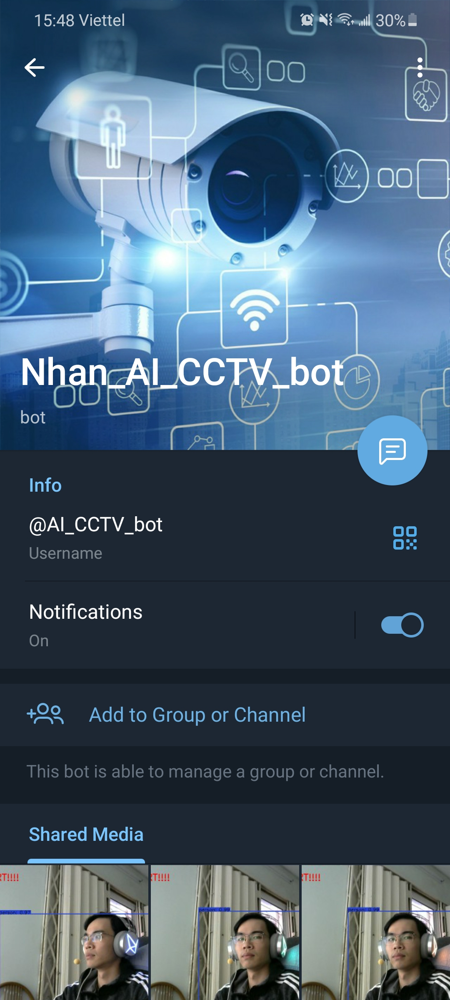 15:48 Viettel 30%
Nhan_AI_CCTV_bot
bot
Info
@AI_CCTV_bot
Username
Notifications
On
Add to Group or Channel
This bot is able to manage a group or channel.
Shared Media
RT!!!! RT!!!! RT!!!!
person: 0.97 person: 0.99 person: 0.99